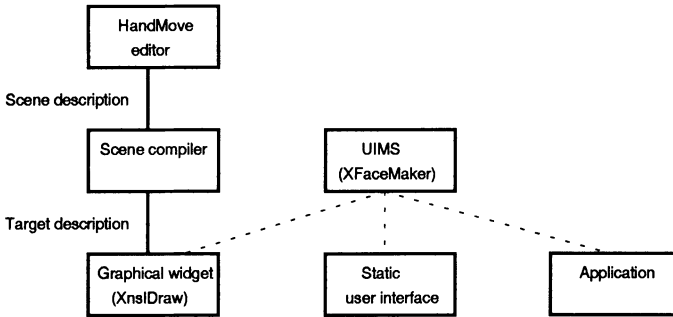 HandMove
editor
Scene description
Scene compiler
UIMS
(XFaceMaker)
Target description
Graphical widget
(XnslDraw)
Static
user interface
Application